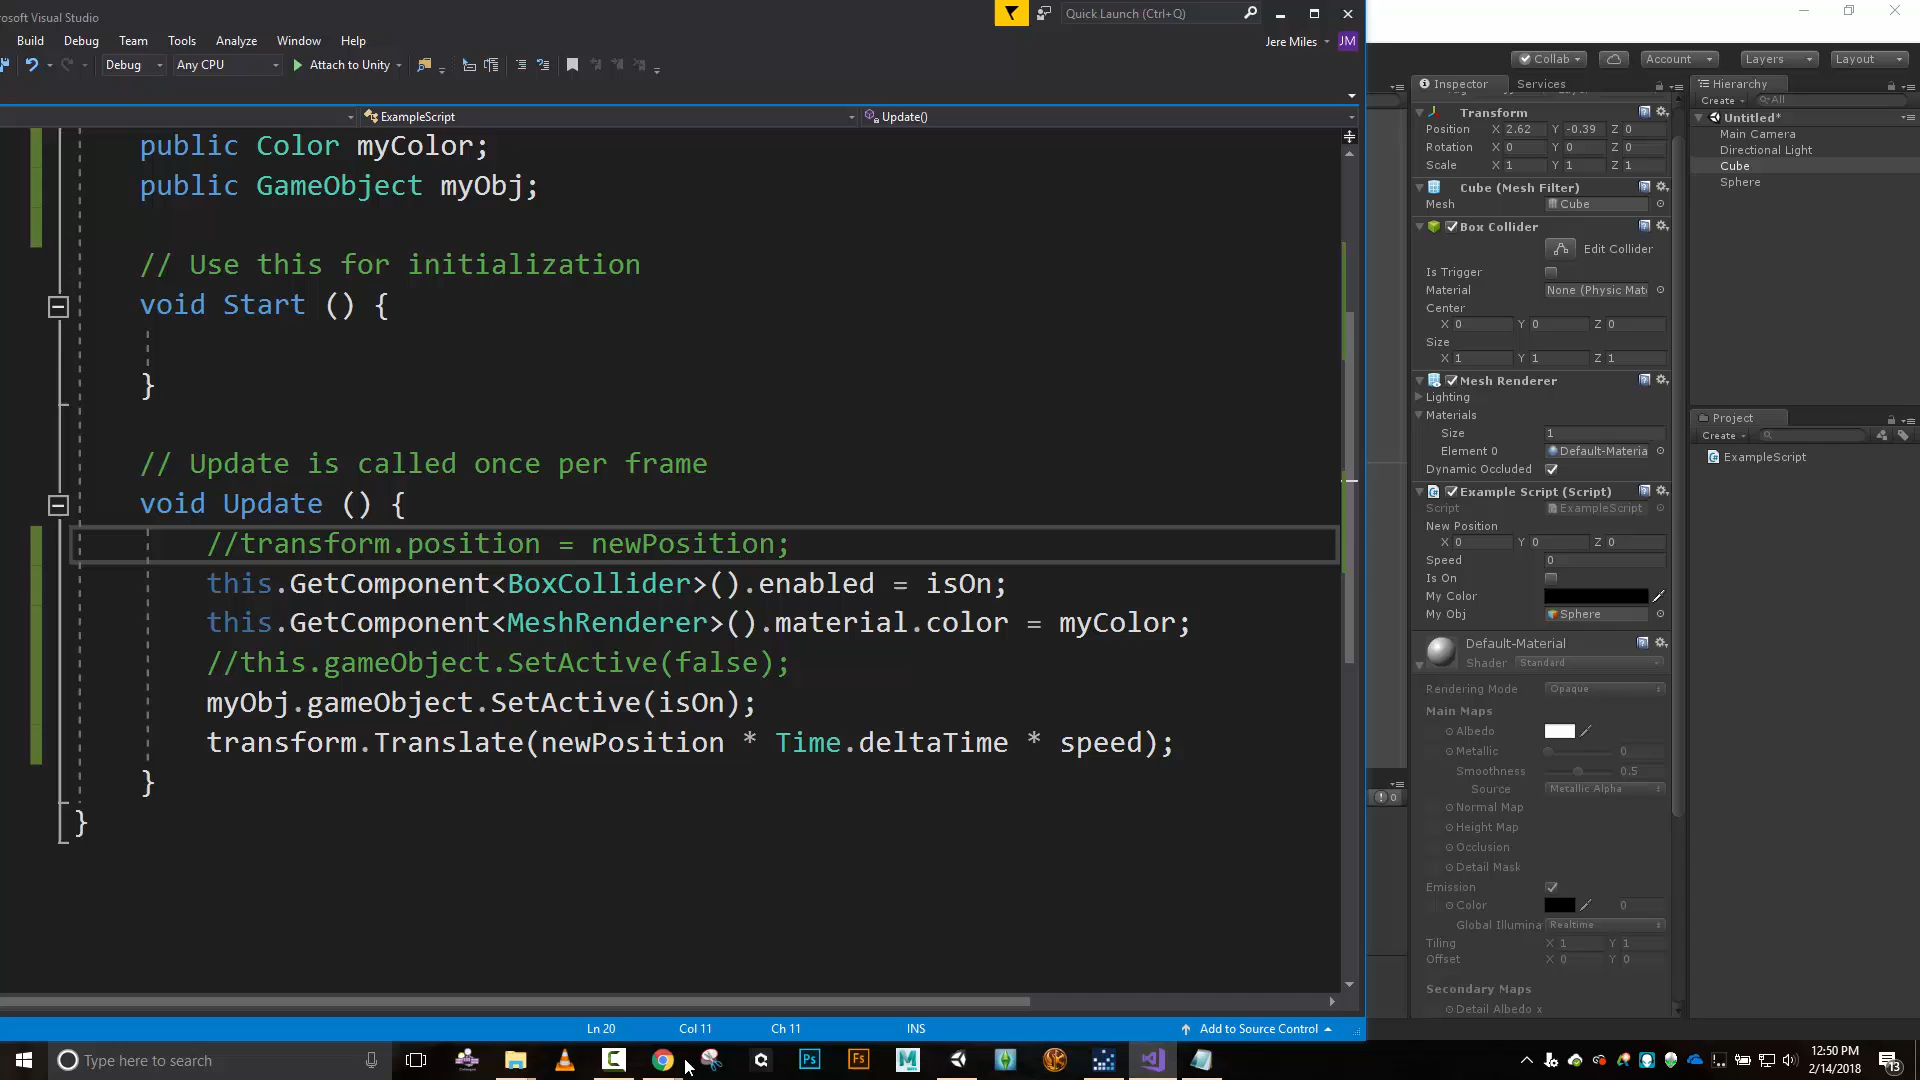 rosoft Visual Studio
Quick Launch (Ctrl+Q)
Build Debug Team Tools Analyze Window Help
Jere Miles JM
Debug Any CPU Attach to Unity
ExampleScript Update()
public Color myColor;
public GameObject myObj;
// Use this for initialization
void Start () {
}
// Update is called once per frame
void Update () {
//transform.position = newPosition;
this.GetComponent<BoxCollider>().enabled = isOn;
this.GetComponent<MeshRenderer>().material.color = myColor;
//this.gameObject.SetActive(false);
myObj.gameObject.SetActive(isOn);
transform.Translate(newPosition * Time.deltaTime * speed);
}
}
Ln 20 Col 11 Ch 11 INS Add to Source Control
Collab Account Layers Layout
Inspector Services
Transform
Position X 2.62 Y -0.39 Z 0
Rotation X 0 Y 0 Z 0
Scale X 1 Y 1 Z 1
Cube (Mesh Filter)
Mesh Cube
Box Collider
Edit Collider
Is Trigger
Material None (Physic Mat
Center
X 0 Y 0 Z 0
Size
X 1 Y 1 Z 1
Mesh Renderer
Lighting
Materials
Size 1
Element 0 Default-Materia
Dynamic Occluded
Example Script (Script)
Script ExampleScript
New Position
X 0 Y 0 Z 0
Speed 0
Is On
My Color
My Obj Sphere
Default-Material
Shader Standard
Rendering Mode Opaque
Main Maps
Albedo
Metallic 0
Smoothness 0.5
Source Metallic Alpha
Normal Map
Height Map
Occlusion
Detail Mask
Emission
Color 0
Global Illumina Realtime
Tiling X 1 Y 1
Offset X 0 Y 0
Secondary Maps
Detail Albedo x
Hierarchy
Create All
Untitled*
Main Camera
Directional Light
Cube
Sphere
Project
Create
ExampleScript
0
Type here to search
Ps Fs M
12:50 PM
2/14/2018
13